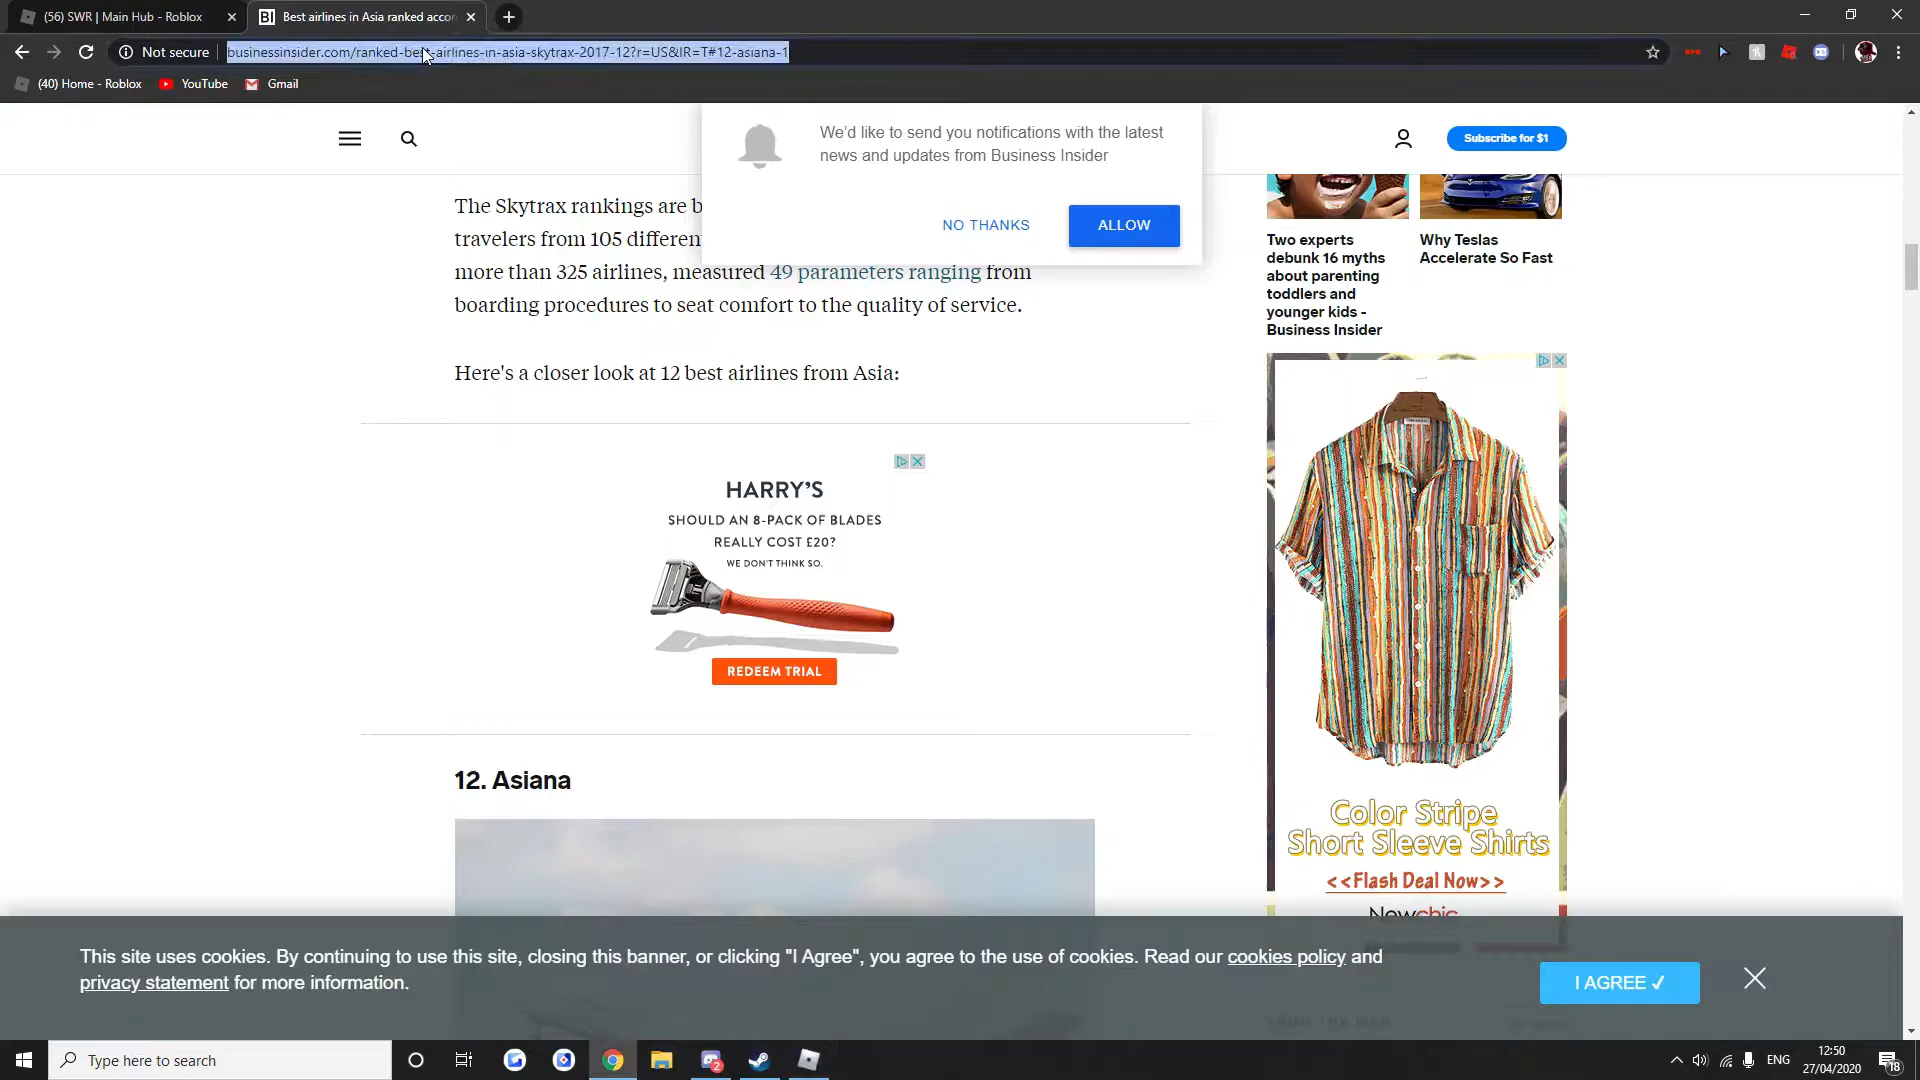 (56) SWR | Main Hub - Roblox
BI
Best airlines in Asia ranked accor
Not secure
businessinsider.com/ranked-best-airlines-in-asia-skytrax-2017-12?r=US&IR=T#12-asiana-1
(40) Home - Roblox
YouTube
Gmail
We'd like to send you notifications with the latest
news and updates from Business Insider
NO THANKS
ALLOW
Subscribe for $1
The Skytrax rankings are b
travelers from 105 differen
more than 325 airlines, measured 49 parameters ranging from
boarding procedures to seat comfort to the quality of service.
Here's a closer look at 12 best airlines from Asia:
HARRY'S
SHOULD AN 8-PACK OF BLADES
REALLY COST £20?
WE DON'T THINK SO.
REDEEM TRIAL
12. Asiana
Two experts
debunk 16 myths
about parenting
toddlers and
younger kids -
Business Insider
Why Teslas
Accelerate So Fast
Color Stripe
Short Sleeve Shirts
<<Flash Deal Now>>
Newchic
This site uses cookies. By continuing to use this site, closing this banner, or clicking "I Agree", you agree to the use of cookies. Read our cookies policy and
privacy statement for more information.
I AGREE ✓
Type here to search
2
ENG
12:50
27/04/2020
18